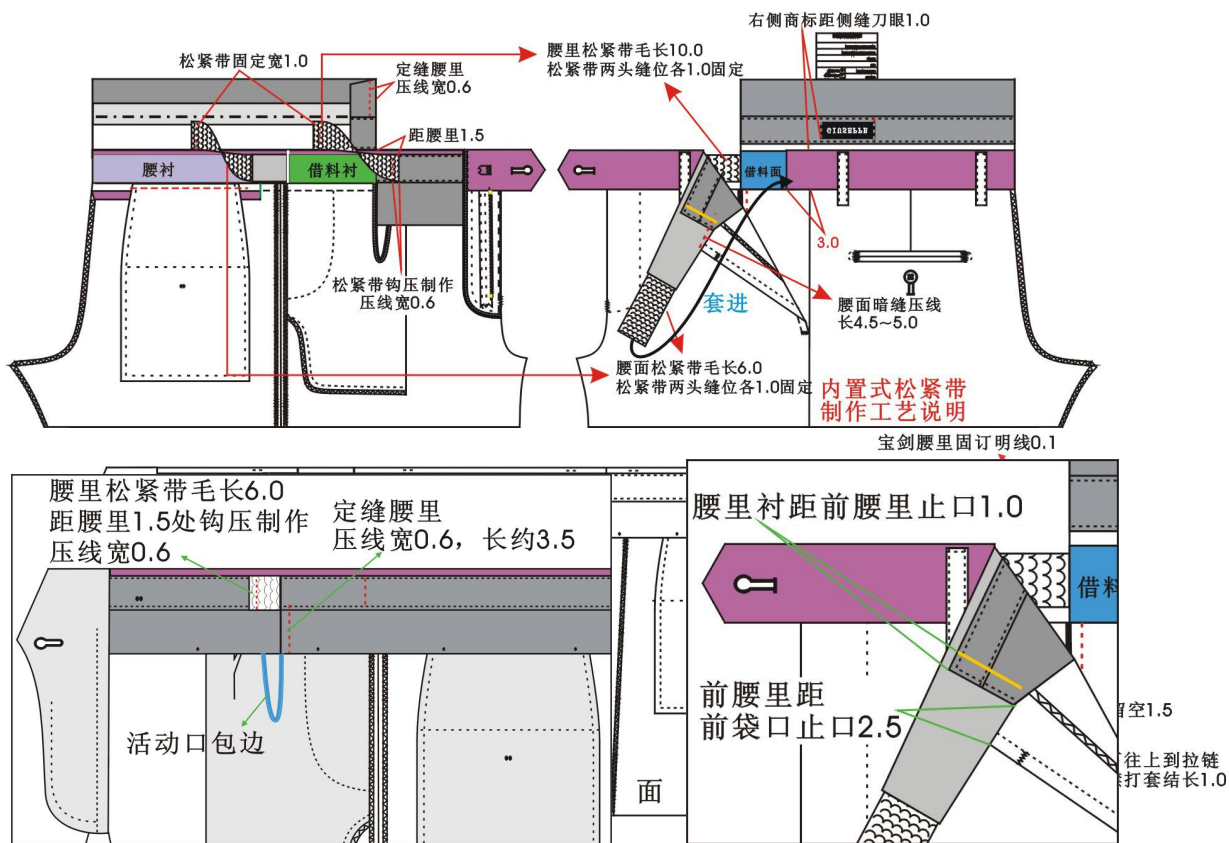 右侧商标距侧缝刀眼1.0
松紧带固定宽1.0
定缝腰里
压线宽0.6
腰里松紧带毛长10.0
松紧带两头缝位各1.0固定
距腰里1.5
腰衬
借料衬
借料面
3.0
松紧带钩压制作
压线宽0.6
套进
腰面暗缝压线
长4.5~5.0
腰面松紧带毛长6.0
松紧带两头缝位各1.0固定
内置式松紧带
制作工艺说明
宝剑腰里固订明线0.1
腰里松紧带毛长6.0
距腰里1.5处钩压制作
压线宽0.6
定缝腰里
压线宽0.6，长约3.5
活动口包边
面
腰里衬距前腰里止口1.0
借料
前腰里距
前袋口止口2.5
空1.5
往上到拉链
打套结长1.0